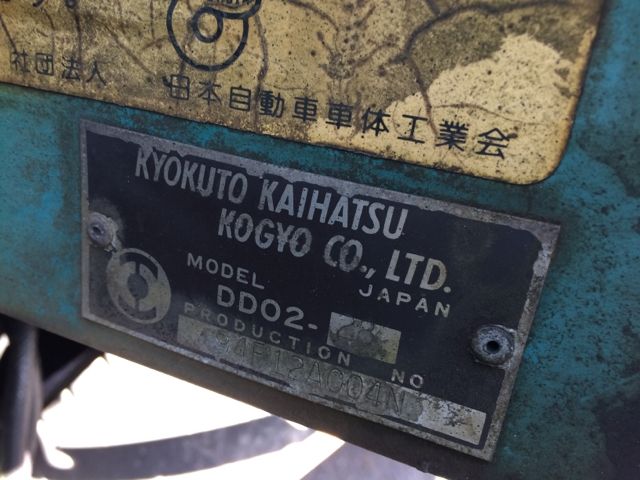 社団法人 日本自動車車体工業会
KYOKUTO KAIHATSU
KOGYO CO., LTD.
JAPAN
MODEL
DD02-28
PRODUCTION NO